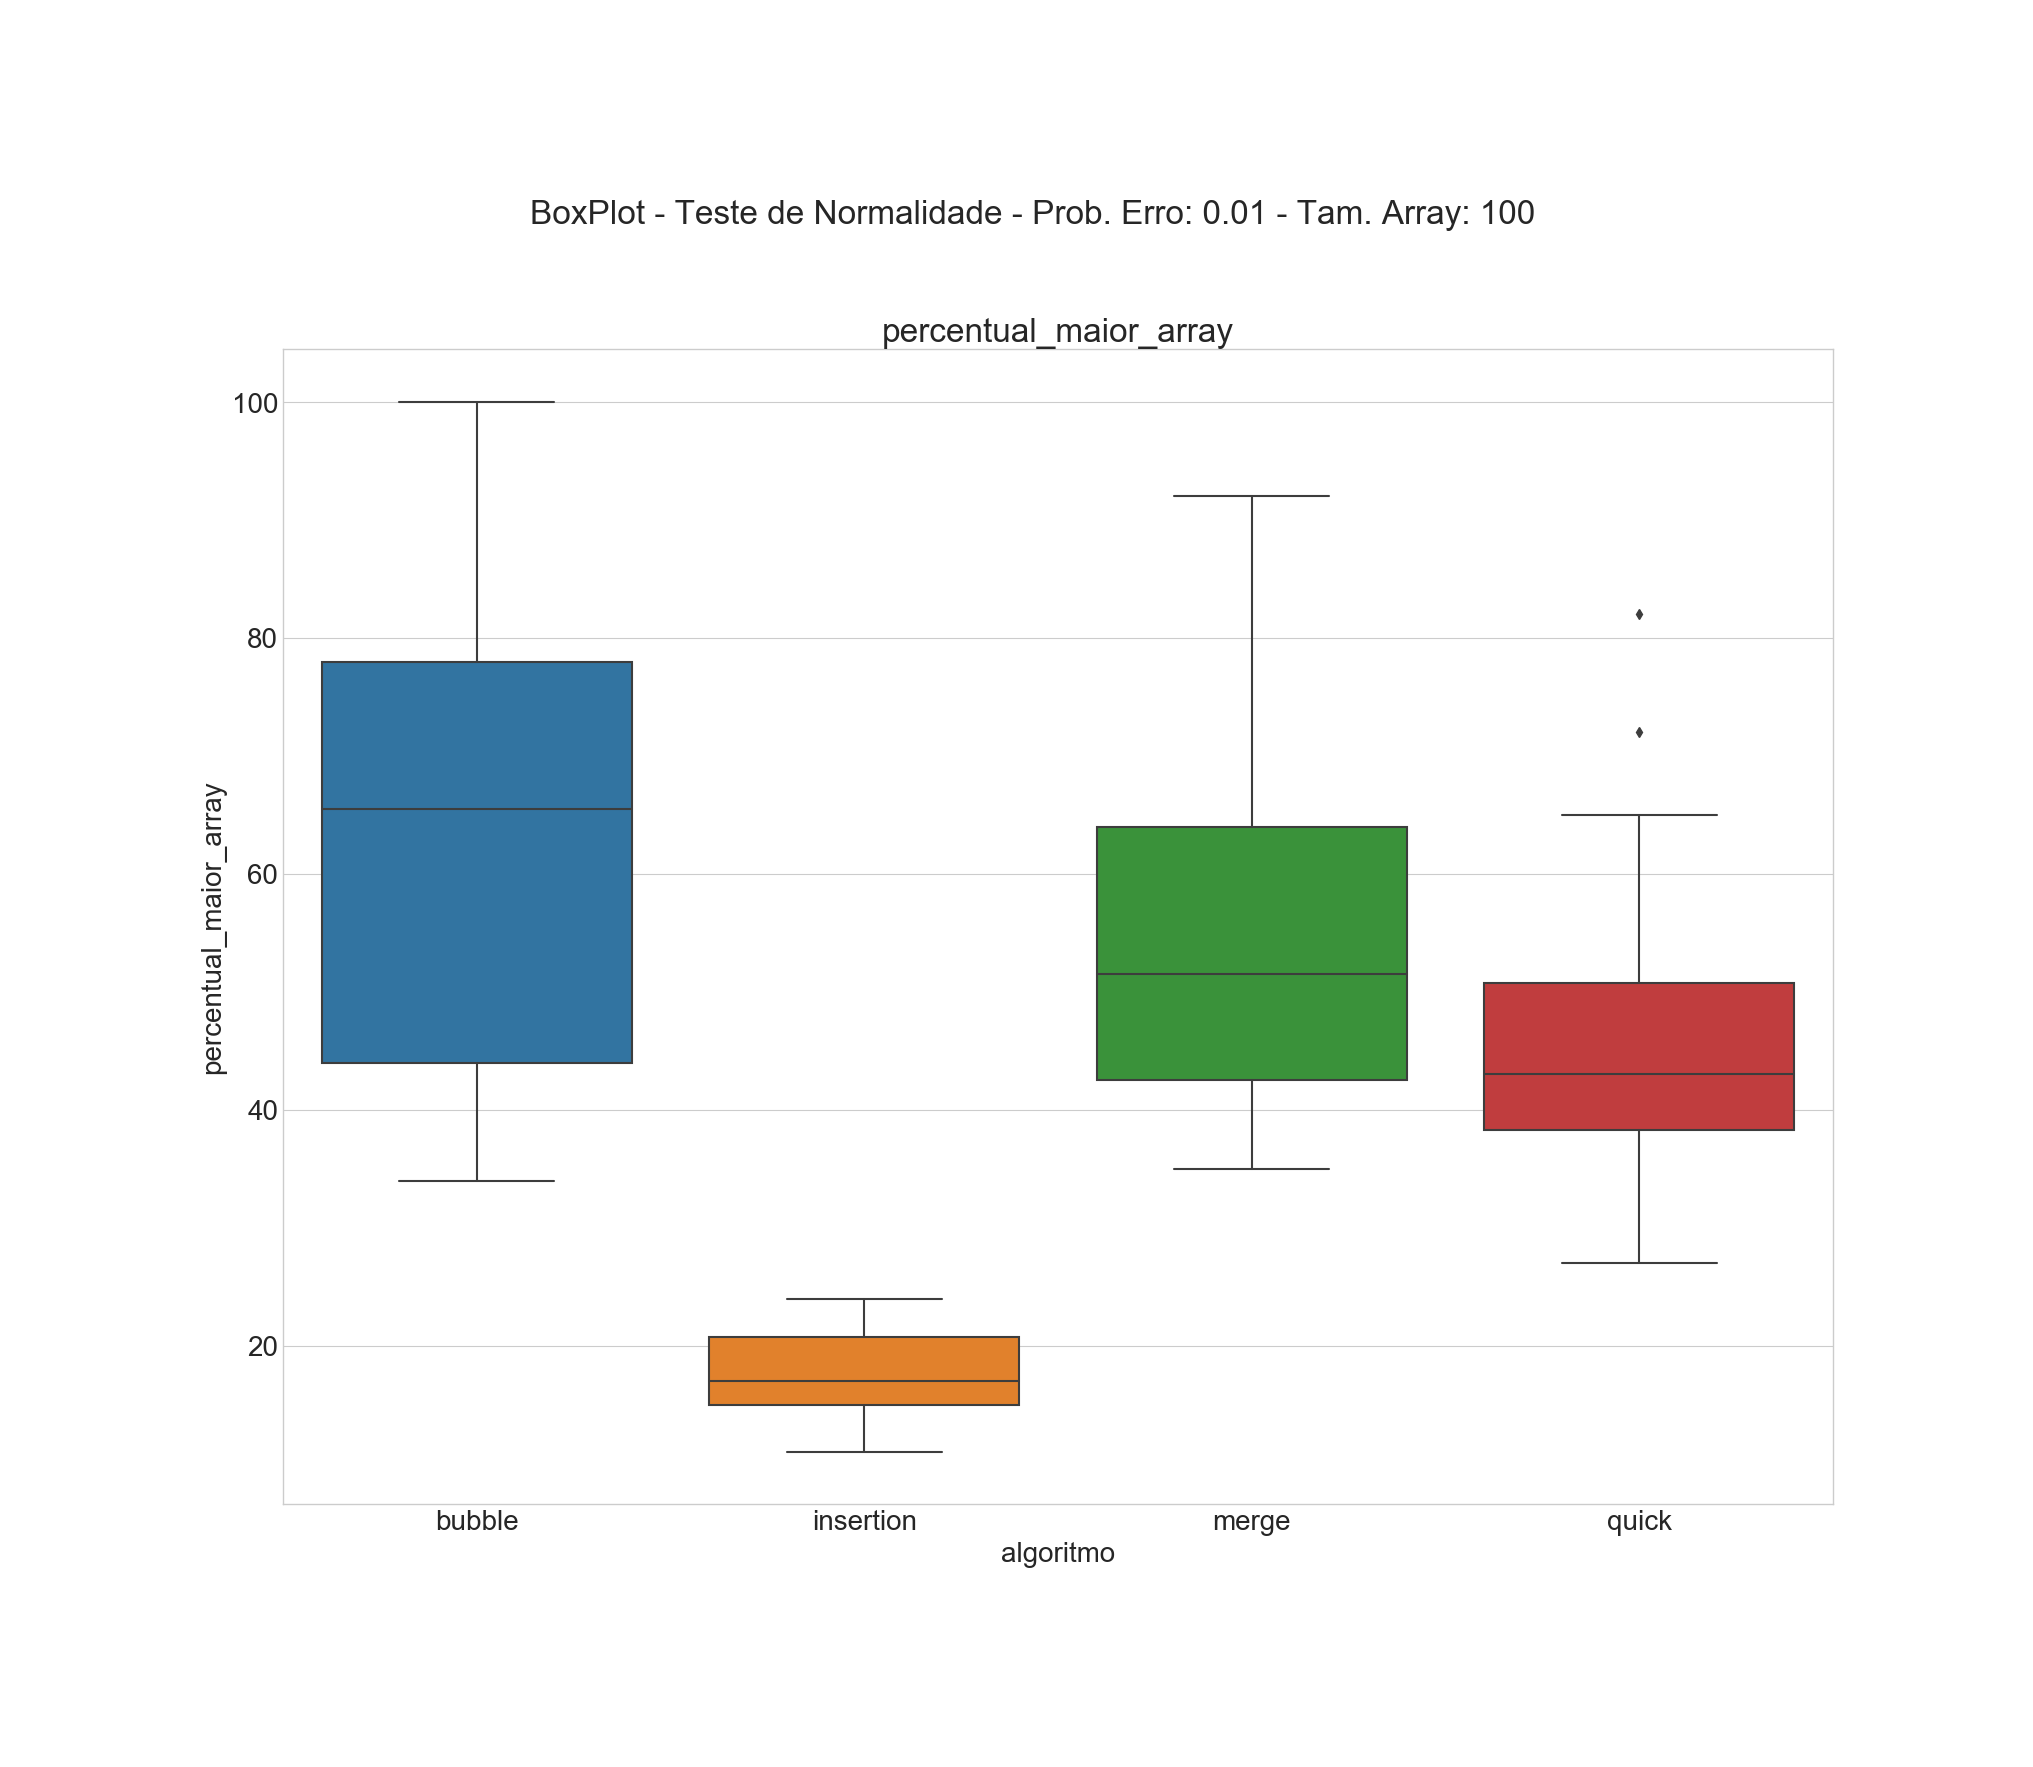 BoxPlot - Teste de Normalidade - Prob. Erro: 0.01 - Tam. Array: 100
percentual_maior_array
percentual_maior_array
100
80
60
40
20
bubble
insertion
merge
quick
algoritmo